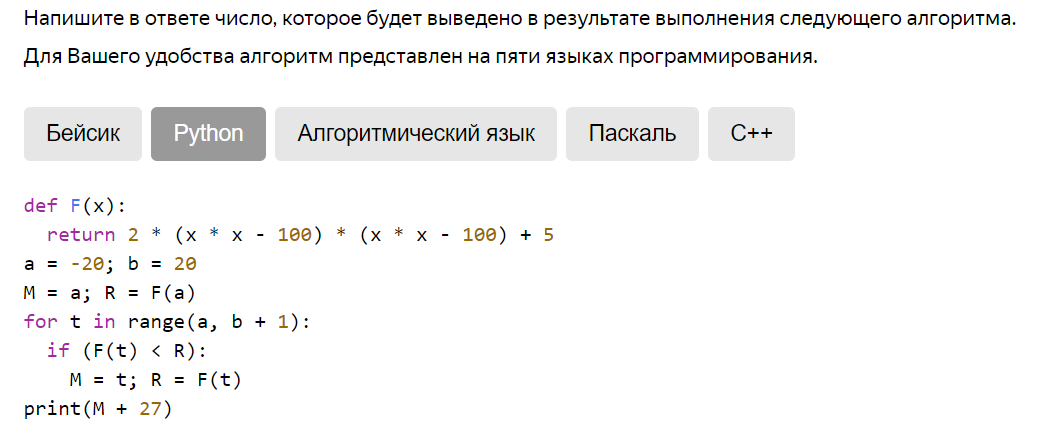 Напишите в ответе число, которое будет выведено в результате выполнения следующего алгоритма.
Для Вашего удобства алгоритм представлен на пяти языках программирования.
Бейсик Python Алгоритмический язык Паскаль C++
def F(x):
  return 2 * (x * x - 100) * (x * x - 100) + 5
a = -20; b = 20
M = a; R = F(a)
for t in range(a, b + 1):
  if (F(t) < R):
    M = t; R = F(t)
print(M + 27)